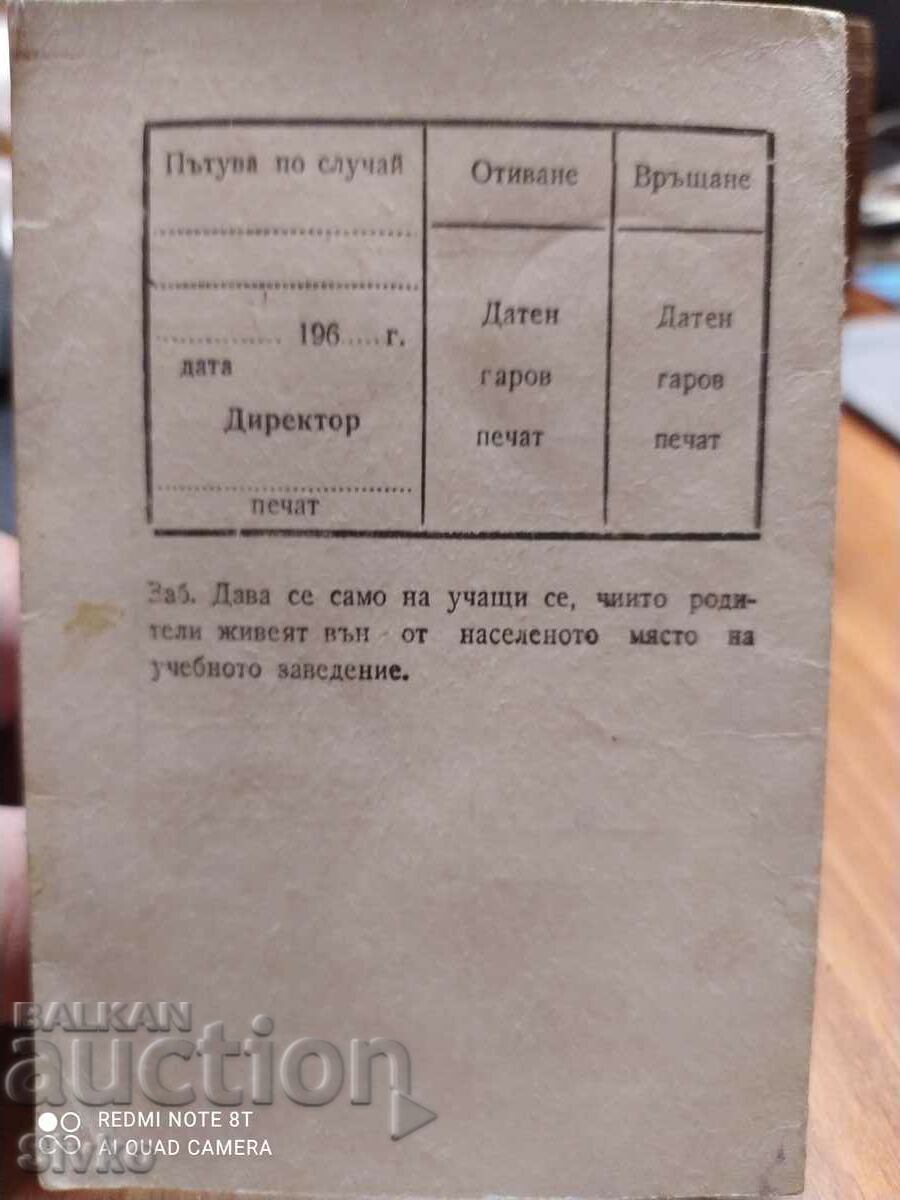 Пътува по случай
Отиване
Връщане
196.....г.
дата
Директор
печат
Датен
гаров
печат
Датен
гаров
печат
Заб. Дава се само на учащи се, чиито роди-
тели живеят вън от населеното място на
учебното заведение.
BALKAN
auction
REDMI NOTE 8T
AI QUAD CAMERA
Sivko